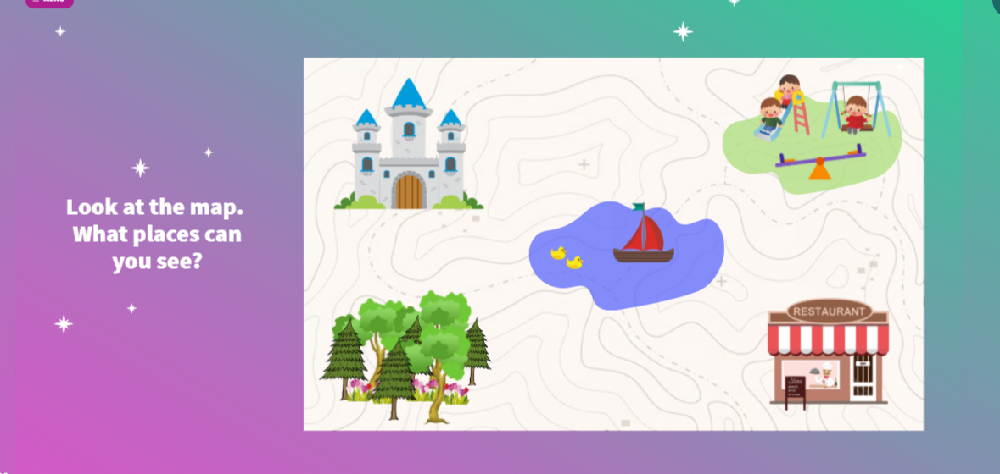 Look at the map.
What places can
you see?
RESTAURANT